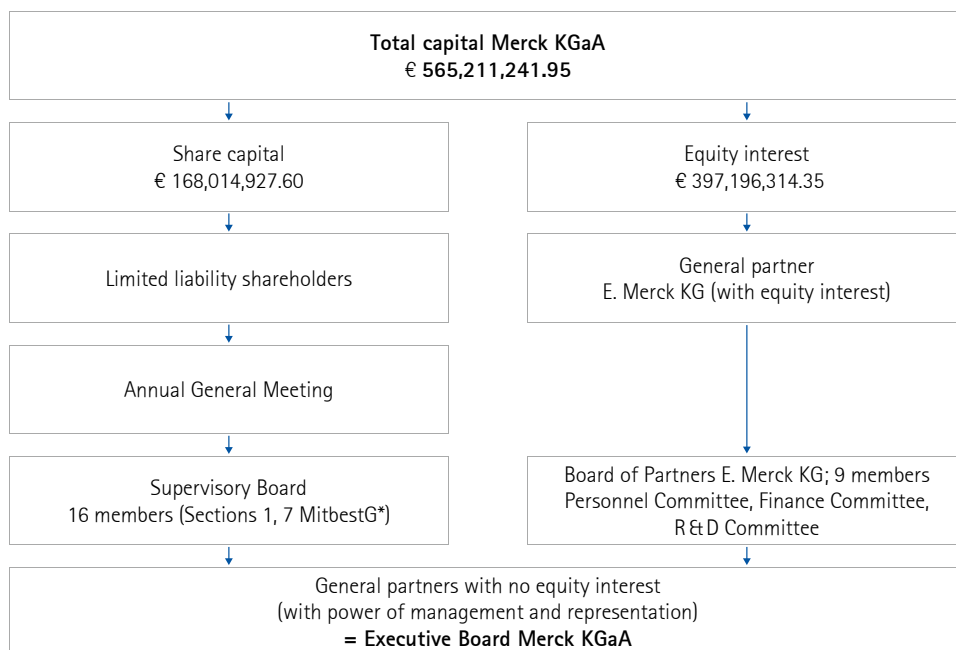 Total capital Merck KGaA
€ 565,211,241.95
Share capital
€ 168,014,927.60
Equity interest
€ 397,196,314.35
Limited liability shareholders
General partner
E. Merck KG (with equity interest)
Annual General Meeting
Supervisory Board
16 members (Sections 1, 7 MitbestG*)
Board of Partners E. Merck KG; 9 members
Personnel Committee, Finance Committee,
R & D Committee
General partners with no equity interest
(with power of management and representation)
= Executive Board Merck KGaA